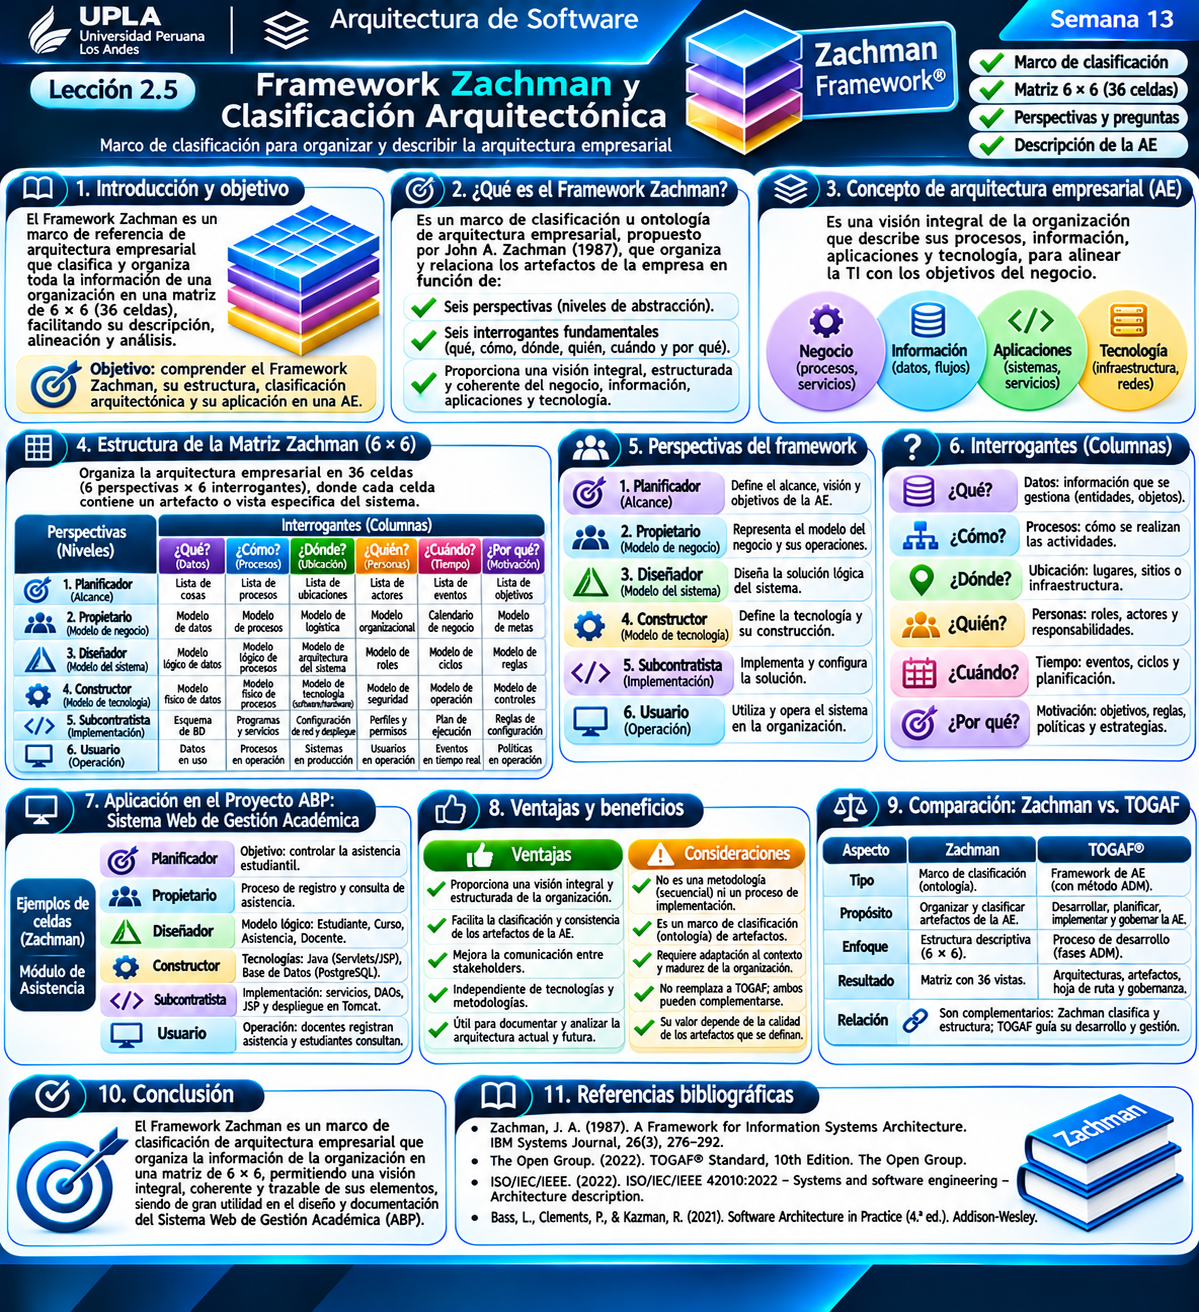 UPLA
Universidad Peruana
Los Andes
Arquitectura de Software
Semana 13
Lección 2.5
Framework Zachman y
Clasificación Arquitectónica
Marco de clasificación para organizar y describir la arquitectura empresarial
Zachman
Framework®
Marco de clasificación
Matriz 6 × 6 (36 celdas)
Perspectivas y preguntas
Descripción de la AE
1. Introducción y objetivo
El Framework Zachman es un
marco de referencia de
arquitectura empresarial
que clasifica y organiza
toda la información de una
organización en una matriz
de 6 × 6 (36 celdas),
facilitando su descripción,
alineación y análisis.
Objetivo: comprender el Framework
Zachman, su estructura, clasificación
arquitectónica y su aplicación en una AE.
2. ¿Qué es el Framework Zachman?
Es un marco de clasificación u ontología
de arquitectura empresarial, propuesto
por John A. Zachman (1987), que organiza
y relaciona los artefactos de la empresa en
función de:
Seis perspectivas (niveles de abstracción).
Seis interrogantes fundamentales
(qué, cómo, dónde, quién, cuándo y por qué).
Proporciona una visión integral, estructurada
y coherente del negocio, información,
aplicaciones y tecnología.
3. Concepto de arquitectura empresarial (AE)
Es una visión integral de la organización
que describe sus procesos, información,
aplicaciones y tecnología, para alinear
la TI con los objetivos del negocio.
Negocio
(procesos,
servicios)
Información
(datos, flujos)
Aplicaciones
(sistemas,
servicios)
Tecnología
(infraestructura,
redes)
4. Estructura de la Matriz Zachman (6 × 6)
Organiza la arquitectura empresarial en 36 celdas
(6 perspectivas × 6 interrogantes), donde cada celda
contiene un artefacto o vista específica del sistema.
Perspectivas
(Niveles)
Interrogantes (Columnas)
¿Qué?
(Datos)
¿Cómo?
(Procesos)
¿Dónde?
(Ubicación)
¿Quién?
(Personas)
¿Cuándo?
(Tiempo)
¿Por qué?
(Motivación)
1. Planificador
(Alcance)
Lista de
cosas
Lista de
procesos
Lista de
ubicaciones
Lista de
actores
Lista de
eventos
Lista de
objetivos
2. Propietario
(Modelo de negocio)
Modelo
de datos
Modelo
de procesos
Modelo de
logística
Modelo
organizacional
Calendario
de negocio
Modelo
de metas
3. Diseñador
(Modelo del sistema)
Modelo
lógico de datos
Modelo
lógico de
procesos
Modelo de
arquitectura
del sistema
Modelo de
roles
Modelo de
ciclos
Modelo de
reglas
4. Constructor
(Modelo de tecnología)
Modelo
físico de datos
Modelo
físico de
procesos
Modelo de
tecnología
(software/hardware)
Modelo de
seguridad
Modelo de
operación
Modelo de
controles
5. Subcontratista
(Implementación)
Esquema
de BD
Programas
y servicios
Configuración
de red y despliegue
Perfiles y
permisos
Plan de
ejecución
Reglas de
configuración
6. Usuario
(Operación)
Datos
en uso
Procesos
en operación
Sistemas
en producción
Usuarios
en operación
Eventos
en tiempo real
Políticas
en operación
5. Perspectivas del framework
1. Planificador
(Alcance)
Define el alcance, visión y
objetivos de la AE.
2. Propietario
(Modelo de negocio)
Representa el modelo del
negocio y sus operaciones.
3. Diseñador
(Modelo del sistema)
Diseña la solución lógica
del sistema.
4. Constructor
(Modelo de tecnología)
Define la tecnología y
su construcción.
5. Subcontratista
(Implementación)
Implementa y configura
la solución.
6. Usuario
(Operación)
Utiliza y opera el sistema
en la organización.
6. Interrogantes (Columnas)
¿Qué?
Datos: información que se
gestiona (entidades, objetos).
¿Cómo?
Procesos: cómo se realizan
las actividades.
¿Dónde?
Ubicación: lugares, sitios o
infraestructura.
¿Quién?
Personas: roles, actores y
responsabilidades.
¿Cuándo?
Tiempo: eventos, ciclos y
planificación.
¿Por qué?
Motivación: objetivos, reglas,
políticas y estrategias.
7. Aplicación en el Proyecto ABP:
Sistema Web de Gestión Académica
Ejemplos de
celdas
(Zachman)
Módulo de
Asistencia
Planificador
Objetivo: controlar la asistencia
estudiantil.
Propietario
Proceso de registro y consulta de
asistencia.
Diseñador
Modelo lógico: Estudiante, Curso,
Asistencia, Docente.
Constructor
Tecnologías: Java (Servlets/JSP),
Base de Datos (PostgreSQL).
Subcontratista
Implementación: servicios, DAOs,
JSP y despliegue en Tomcat.
Usuario
Operación: docentes registran
asistencia y estudiantes consultan.
8. Ventajas y beneficios
Ventajas
Proporciona una visión integral y
estructurada de la organización.
Facilita la clasificación y consistencia
de los artefactos de la AE.
Mejora la comunicación entre
stakeholders.
Independiente de tecnologías y
metodologías.
Útil para documentar y analizar la
arquitectura actual y futura.
Consideraciones
No es una metodología
(secuencial) ni un proceso de
implementación.
Es un marco de clasificación
(ontología) de artefactos.
Requiere adaptación al contexto
y madurez de la organización.
No reemplaza a TOGAF; ambos
pueden complementarse.
Su valor depende de la calidad
de los artefactos que se definan.
9. Comparación: Zachman vs. TOGAF
Aspecto
Zachman
TOGAF®
Tipo
Marco de clasificación
(ontología).
Framework de AE
(con método ADM).
Propósito
Organizar y clasificar
artefactos de la AE.
Desarrollar, planificar,
implementar y gobernar la AE.
Enfoque
Estructura descriptiva
(6 × 6).
Proceso de desarrollo
(fases ADM).
Resultado
Matriz con 36 vistas.
Arquitecturas, artefactos,
hoja de ruta y gobernanza.
Relación
Son complementarios: Zachman clasifica y
estructura; TOGAF guía su desarrollo y gestión.
10. Conclusión
El Framework Zachman es un marco de
clasificación de arquitectura empresarial que
organiza la información de la organización en
una matriz de 6 × 6, permitiendo una visión
integral, coherente y trazable de sus elementos,
siendo de gran utilidad en el diseño y documentación
del Sistema Web de Gestión Académica (ABP).
11. Referencias bibliográficas
• Zachman, J. A. (1987). A Framework for Information Systems Architecture.
IBM Systems Journal, 26(3), 276–292.
• The Open Group. (2022). TOGAF® Standard, 10th Edition. The Open Group.
• ISO/IEC/IEEE. (2022). ISO/IEC/IEEE 42010:2022 – Systems and software engineering –
Architecture description.
• Bass, L., Clements, P., & Kazman, R. (2021). Software Architecture in Practice (4.ª ed.). Addison-Wesley.
Zachman